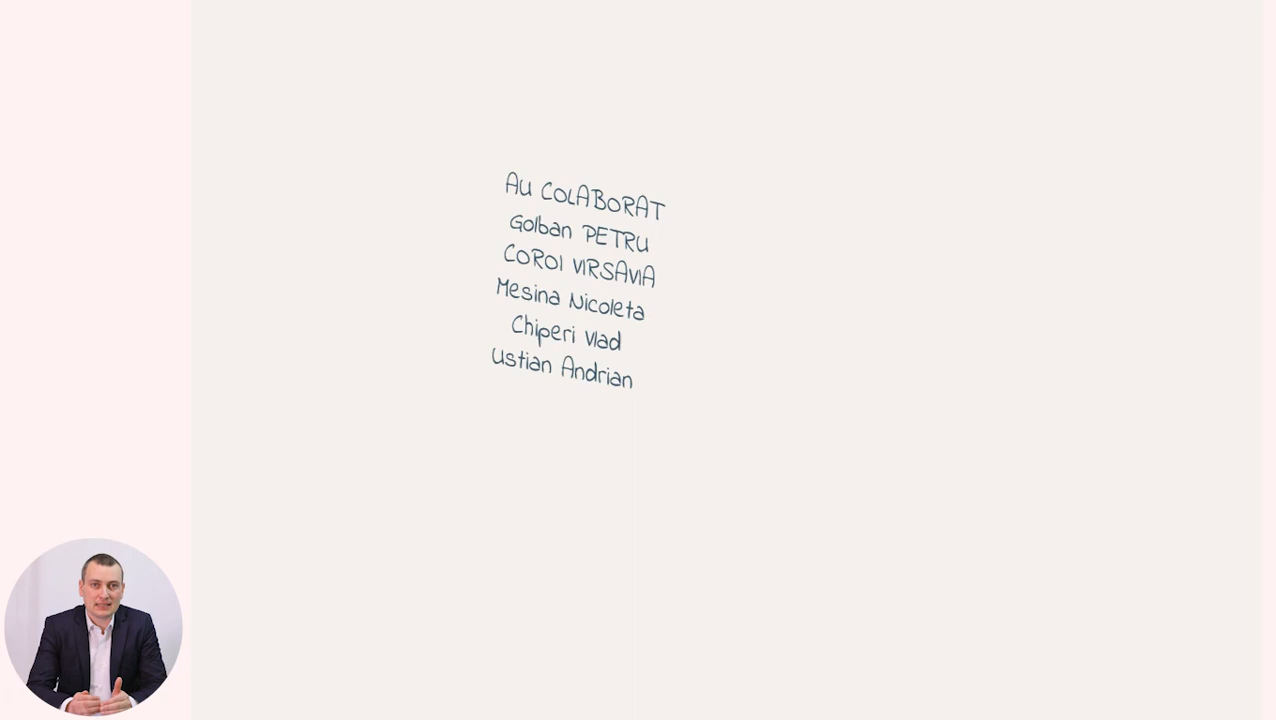 AU COLABORAT
Golban PETRU
COROI VIRSAVIA
Mesina Nicoleta
Chiperi Vlad
Ustian Andrian